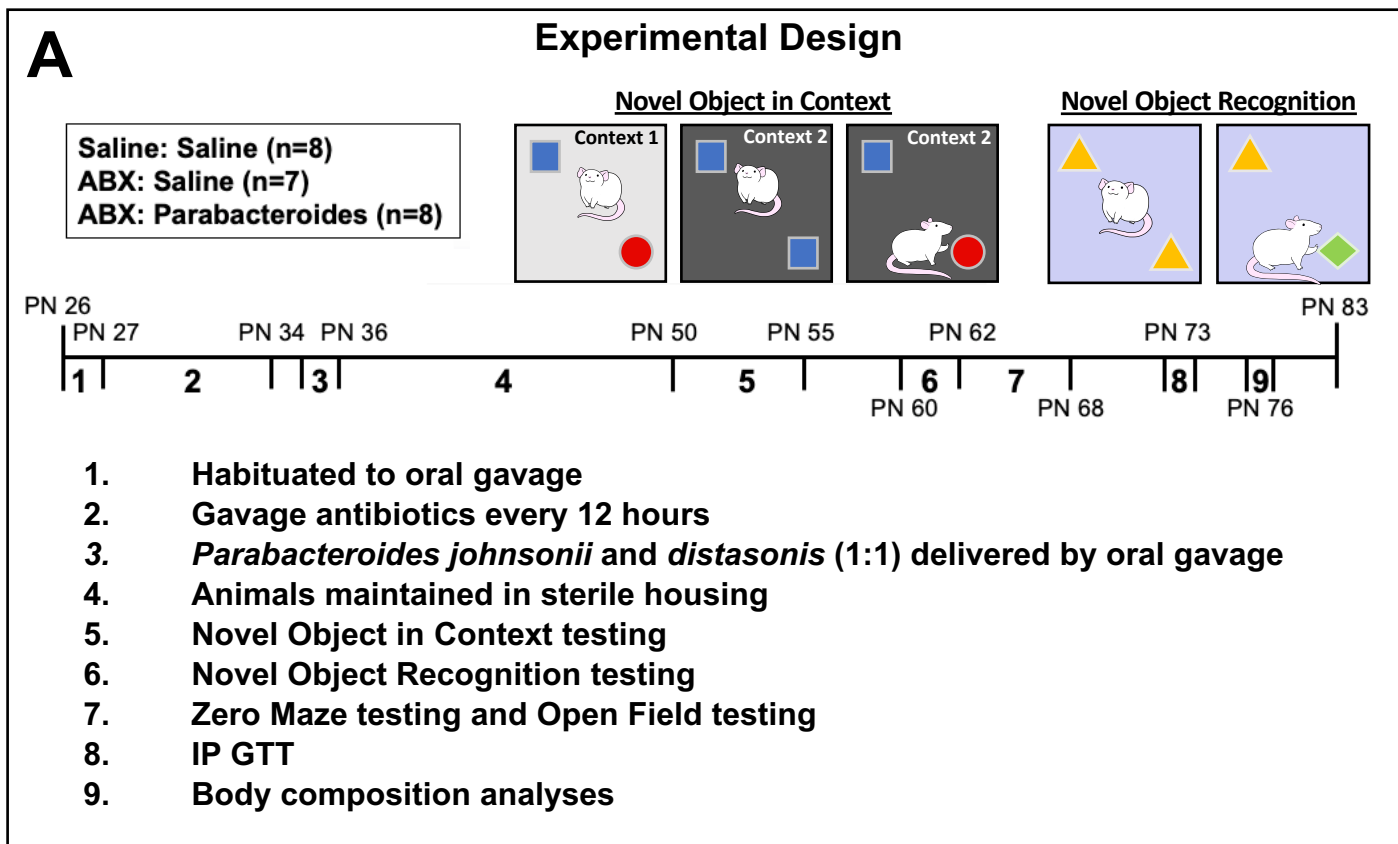 A
Experimental Design
Novel Object in Context
Novel Object Recognition
Saline: Saline (n=8)
ABX: Saline (n=7)
ABX: Parabacteroides (n=8)
Context 1
Context 2
Context 2
PN 26
PN 27
PN 34
PN 36
PN 50
PN 55
PN 62
PN 73
PN 83
1
2
3
4
5
6
7
8
9
PN 60
PN 68
PN 76
1. Habituated to oral gavage
2. Gavage antibiotics every 12 hours
3. Parabacteroides johnsonii and distasonis (1:1) delivered by oral gavage
4. Animals maintained in sterile housing
5. Novel Object in Context testing
6. Novel Object Recognition testing
7. Zero Maze testing and Open Field testing
8. IP GTT
9. Body composition analyses